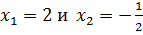 x₁ = 2 и x₂ = −1/2